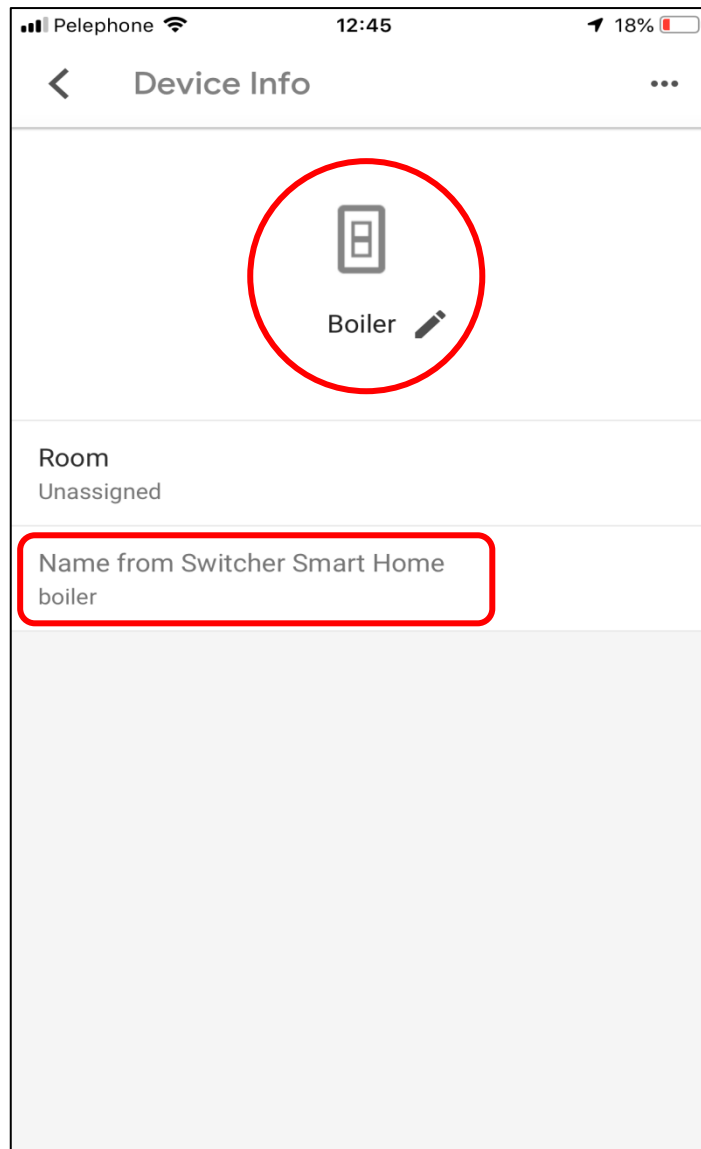 Pelephone 12:45 18%
Device Info
Boiler
Room
Unassigned
Name from Switcher Smart Home
boiler